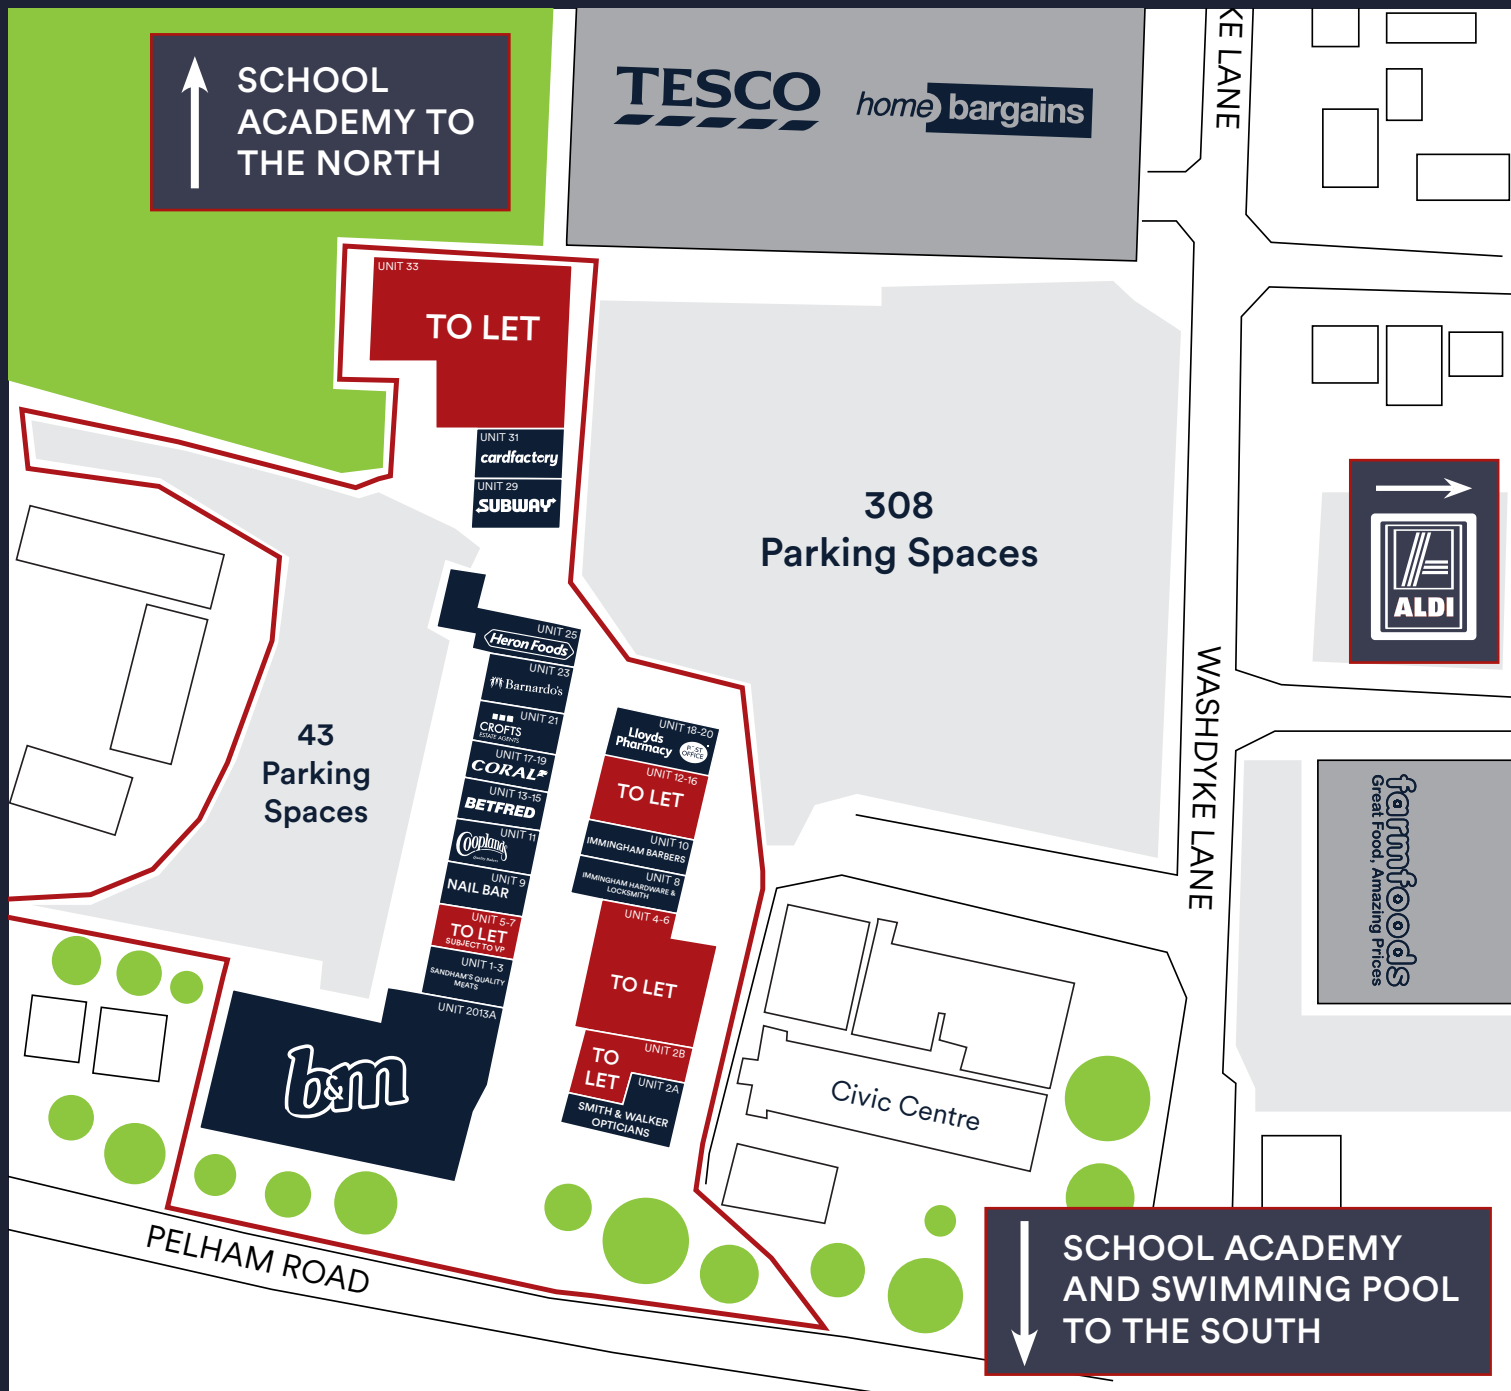 SCHOOL
ACADEMY TO
THE NORTH
TESCO
home bargains
KE LANE
UNIT 33
TO LET
UNIT 31
cardfactory
UNIT 29
SUBWAY
308
Parking Spaces
ALDI
UNIT 25
Heron Foods
UNIT 23
Barnardo's
UNIT 21
CROFTS
ESTATE AGENTS
UNIT 17-19
CORAL
UNIT 13-15
BETFRED
UNIT 11
Cooplands
UNIT 9
NAIL BAR
UNIT 5-7
TO LET
SUBJECT TO VP
UNIT 1-3
SANDHAM'S QUALITY
MEATS
UNIT 2013A
b&m
43
Parking
Spaces
UNIT 18-20
Lloyds
Pharmacy
POST
OFFICE
UNIT 12-16
TO LET
UNIT 10
IMMINGHAM BARBERS
UNIT 8
IMMINGHAM HARDWARE &
LOCKSMITH
UNIT 4-6
TO LET
UNIT 2B
TO
LET
UNIT 2A
SMITH & WALKER
OPTICIANS
WASHDYKE LANE
farmfoods
Great Food, Amazing Prices
Civic Centre
PELHAM ROAD
SCHOOL ACADEMY
AND SWIMMING POOL
TO THE SOUTH